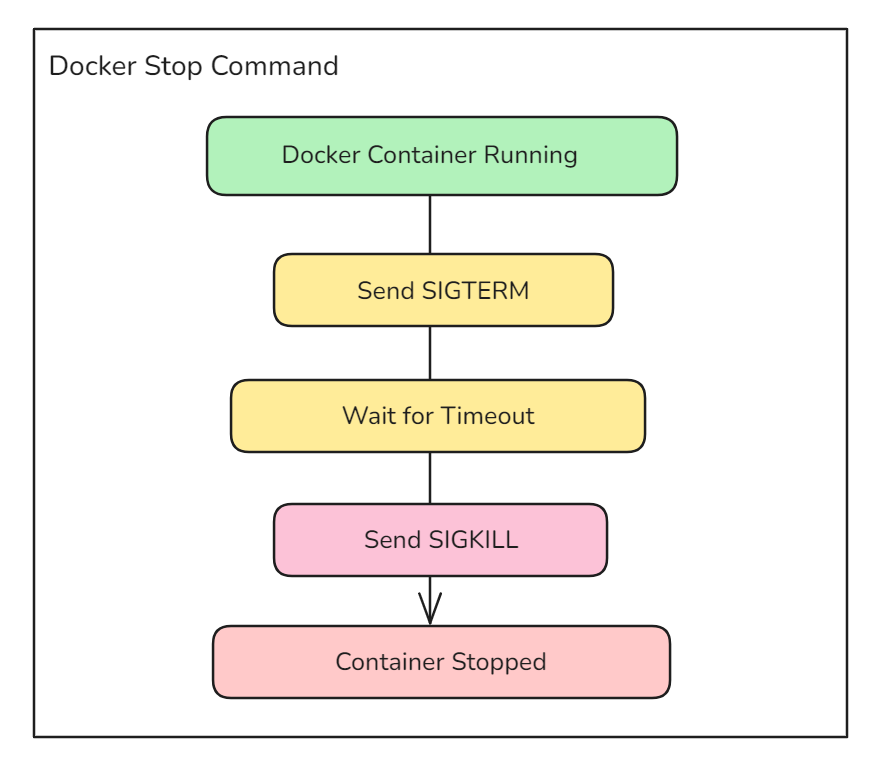 Docker Stop Command
Docker Container Running
Send SIGTERM
Wait for Timeout
Send SIGKILL
Container Stopped